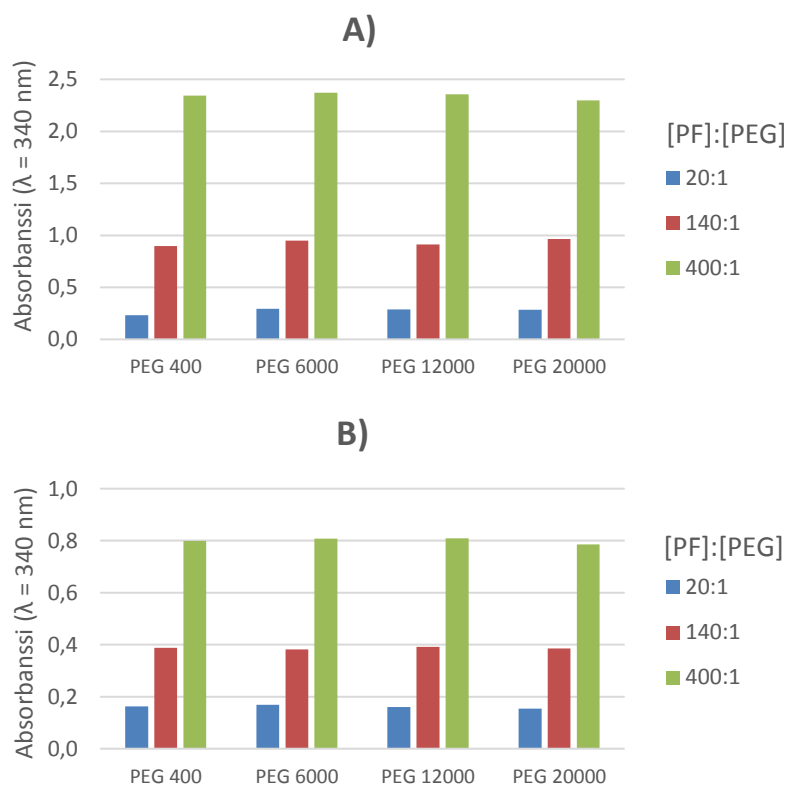 A)
Absorbanssi (λ = 340 nm)
2,5
2,0
1,5
1,0
0,5
0,0
PEG 400 PEG 6000 PEG 12000 PEG 20000
[PF]:[PEG]
20:1
140:1
400:1
B)
Absorbanssi (λ = 340 nm)
1,0
0,8
0,6
0,4
0,2
0,0
PEG 400 PEG 6000 PEG 12000 PEG 20000
[PF]:[PEG]
20:1
140:1
400:1